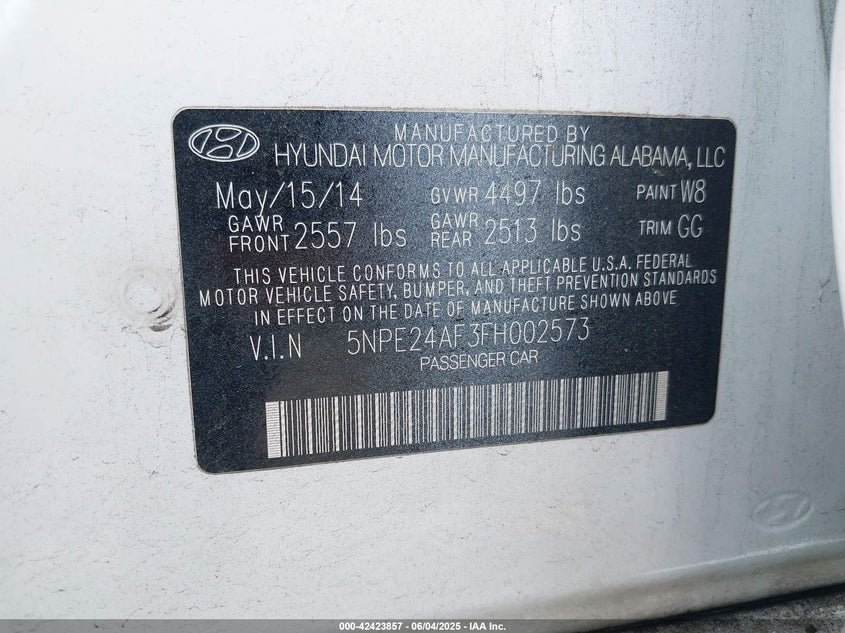 MANUFACTURED BY
HYUNDAI MOTOR MANUFACTURING ALABAMA, LLC
May/15/14 GVWR 4497 lbs PAINT W8
GAWR FRONT 2557 lbs GAWR REAR 2513 lbs TRIM GG
THIS VEHICLE CONFORMS TO ALL APPLICABLE U.S.A. FEDERAL
MOTOR VEHICLE SAFETY, BUMPER, AND THEFT PREVENTION STANDARDS
IN EFFECT ON THE DATE OF MANUFACTURE SHOWN ABOVE
V.I.N 5NPE24AF3FH002573
PASSENGER CAR
000-42423857 - 06/04/2025 - IAA Inc.